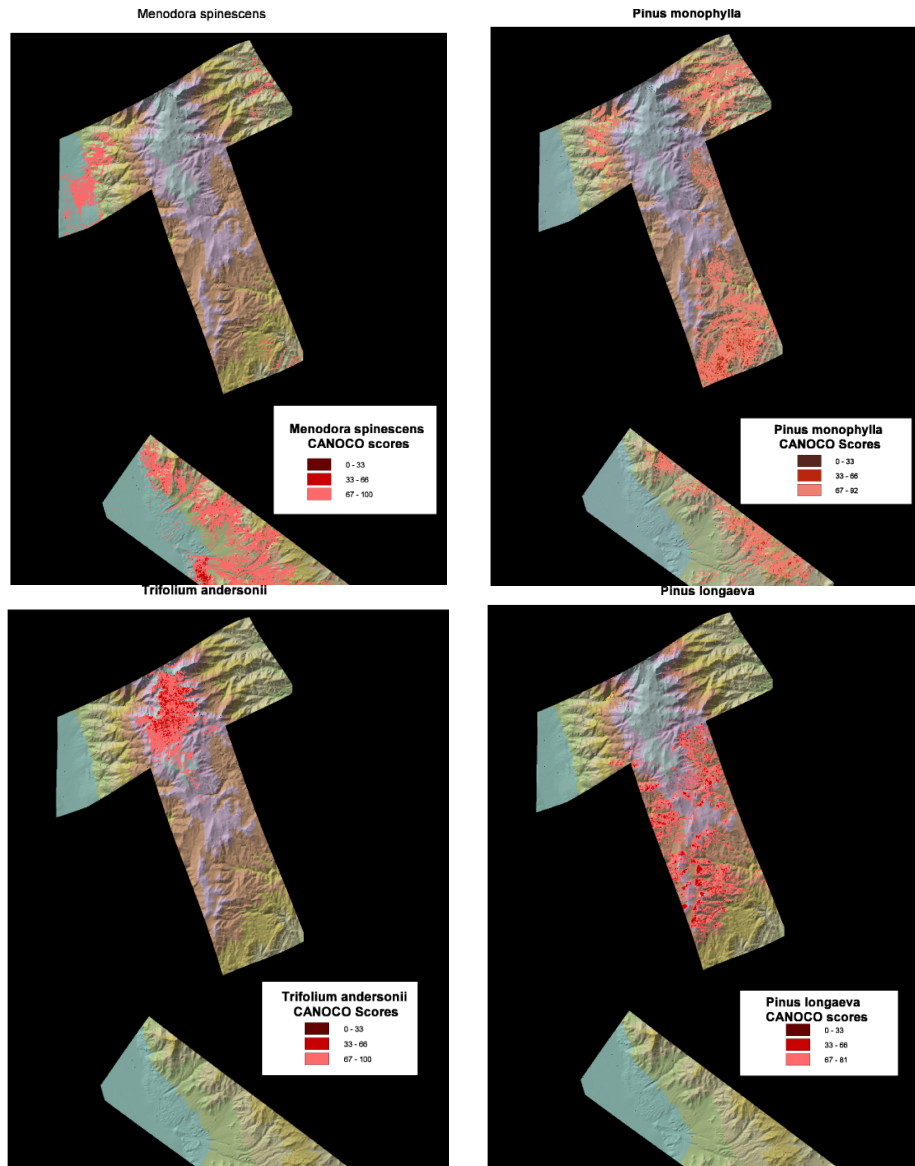 Menodora spinescens
Pinus monophylla
Menodora spinescens
CANOCO scores
0 - 33
33 - 66
67 - 100
Pinus monophylla
CANOCO Scores
0 - 33
33 - 66
67 - 92
Trifolium andersonii
Pinus longaeva
Trifolium andersonii
CANOCO Scores
0 - 33
33 - 66
67 - 100
Pinus longaeva
CANOCO scores
0 - 33
33 - 66
67 - 81